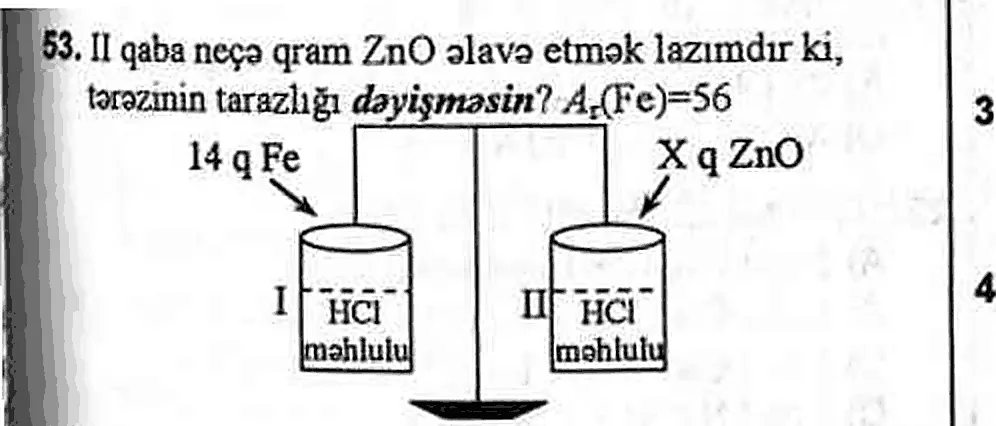 53. II qaba neçə qram ZnO əlavə etmək lazımdır ki,
tərəzinin tarazlığı dəyişməsin? Aᵣ(Fe)=56
3
14 q Fe
X q ZnO
I
HCl
məhlulu
II
HCl
məhlulu
4